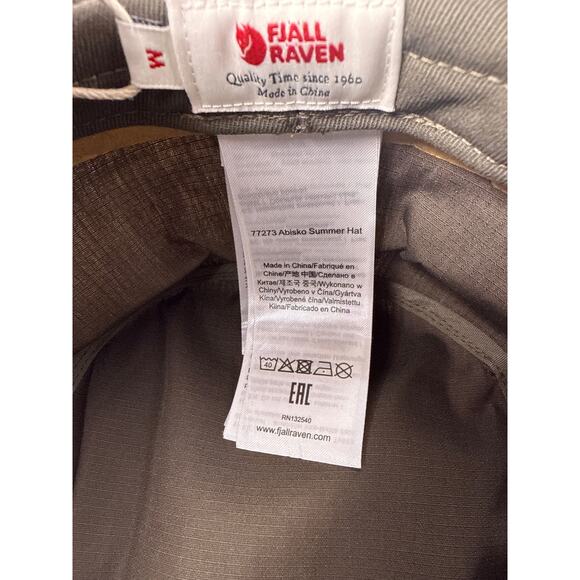 M
FJÄLL
RÄVEN
Quality Time since 1960
Made in China
77273 Abisko Summer Hat
Made in China/Fabriqué en
Chine/产地 中国/Сделано в
Китае/제조국 중국/Wykonano w
Chiny/Vyrobeno v Čína/Gyártva
Kína/Vyrobené čína/Valmistettu
Kiina/Fabricado en China
40
EAC
RN132540
www.fjallraven.com